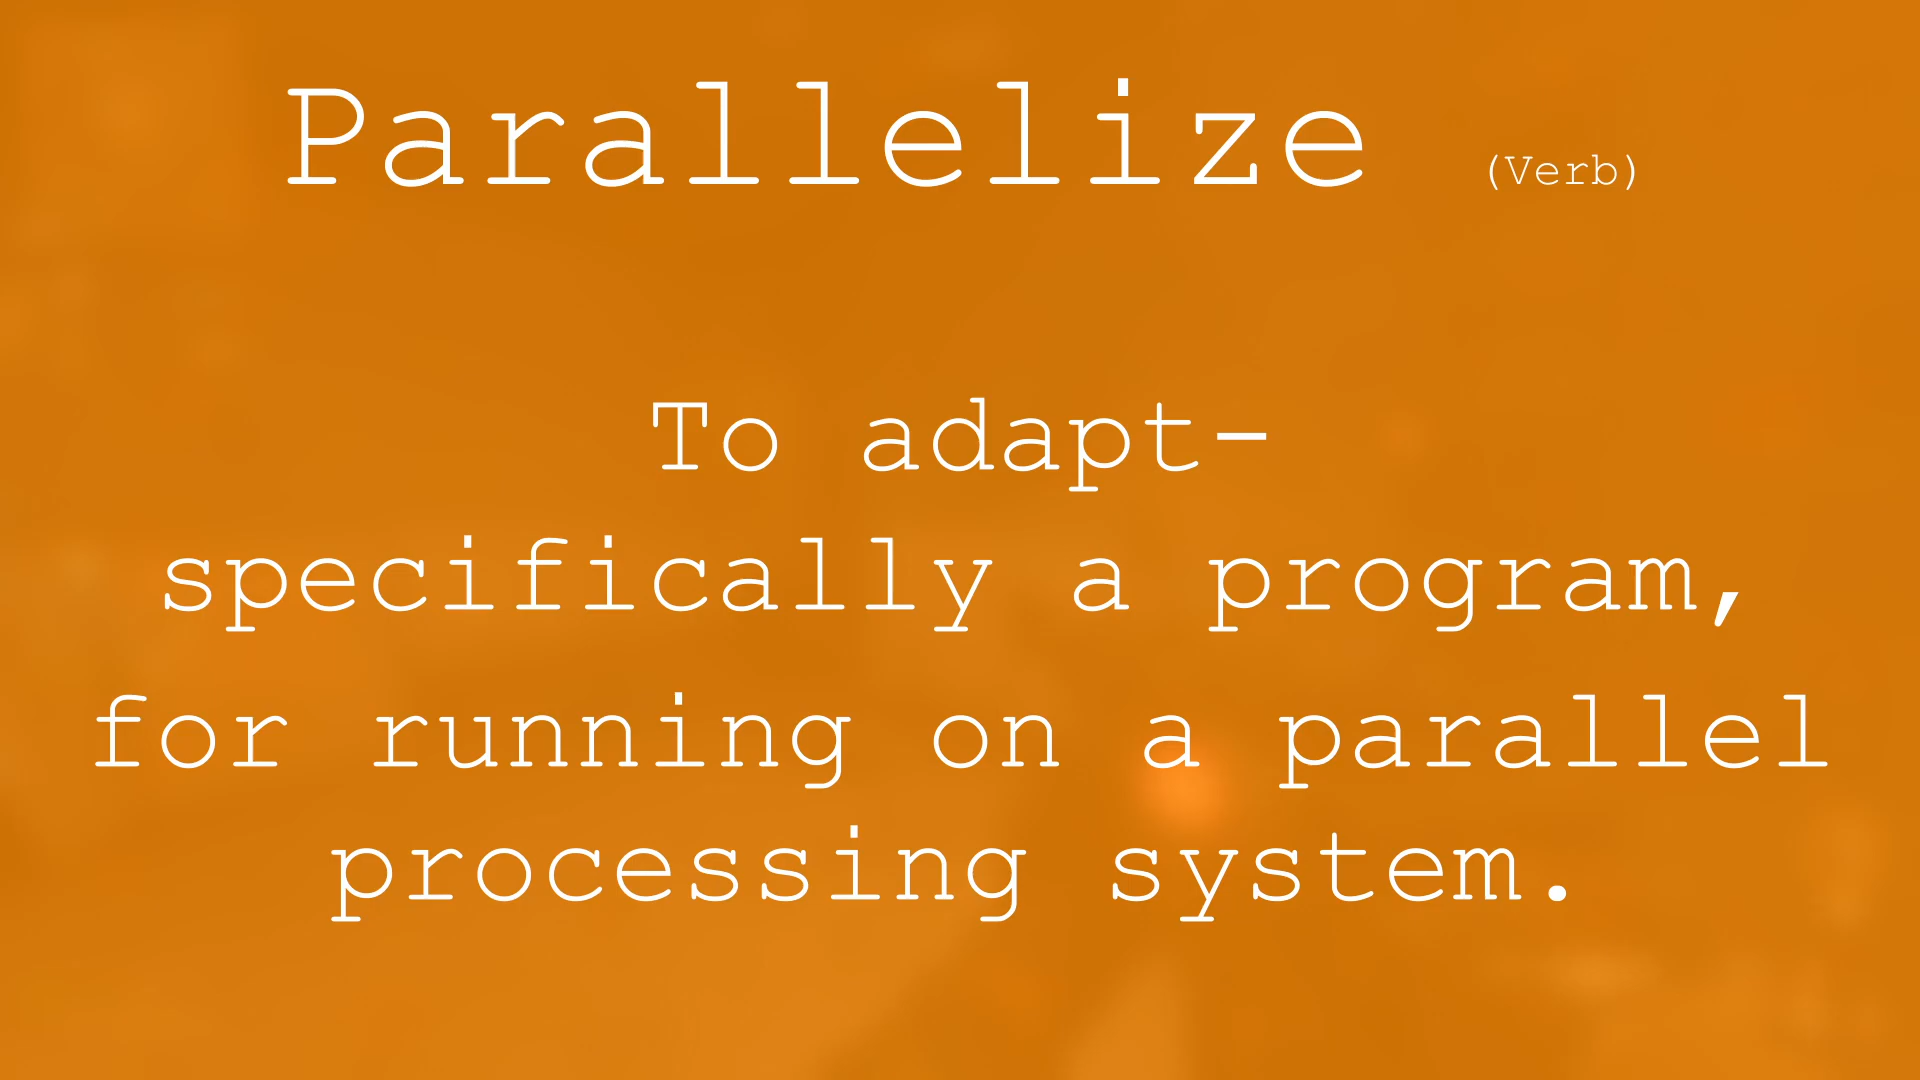 Parallelize (Verb)
To adapt-
specifically a program,
for running on a parallel
processing system.